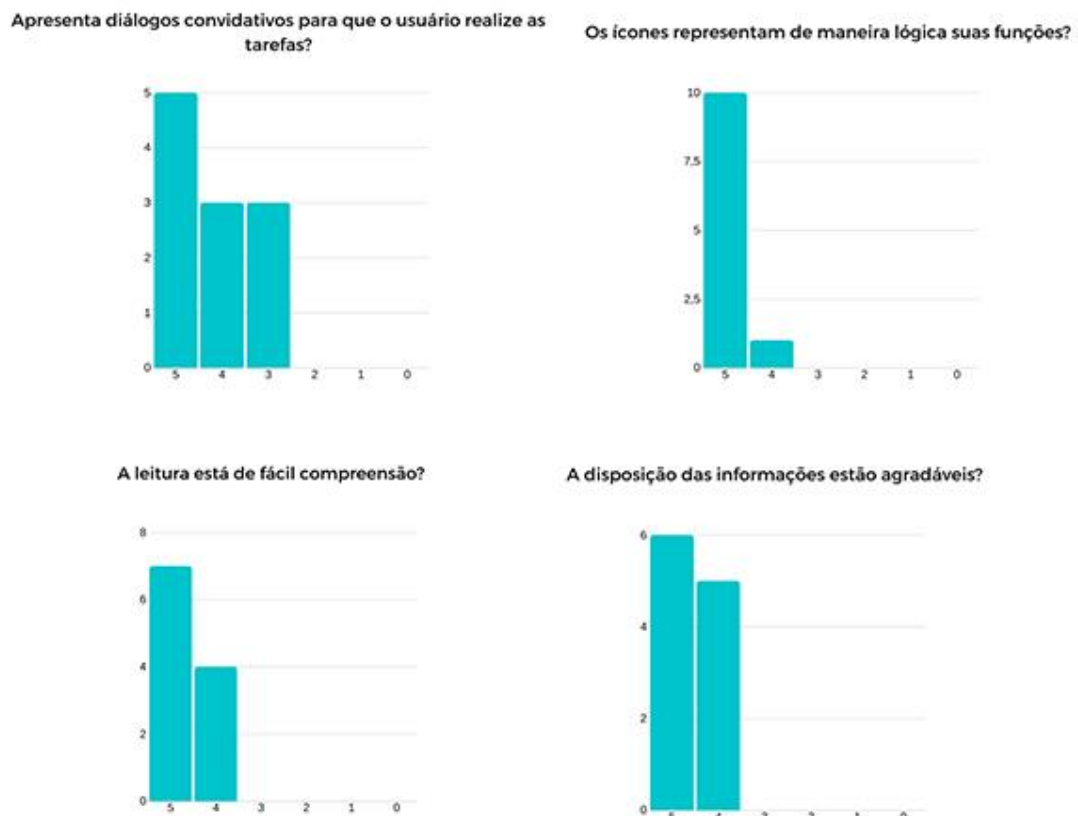 Apresenta diálogos convidativos para que o usuário realize as
tarefas?
5
4
3
2
1
0
5 4 3 2 1 0
Os ícones representam de maneira lógica suas funções?
10
7,5
5
2,5
0
5 4 3 2 1 0
A leitura está de fácil compreensão?
8
6
4
2
0
5 4 3 2 1 0
A disposição das informações estão agradáveis?
6
4
2
0